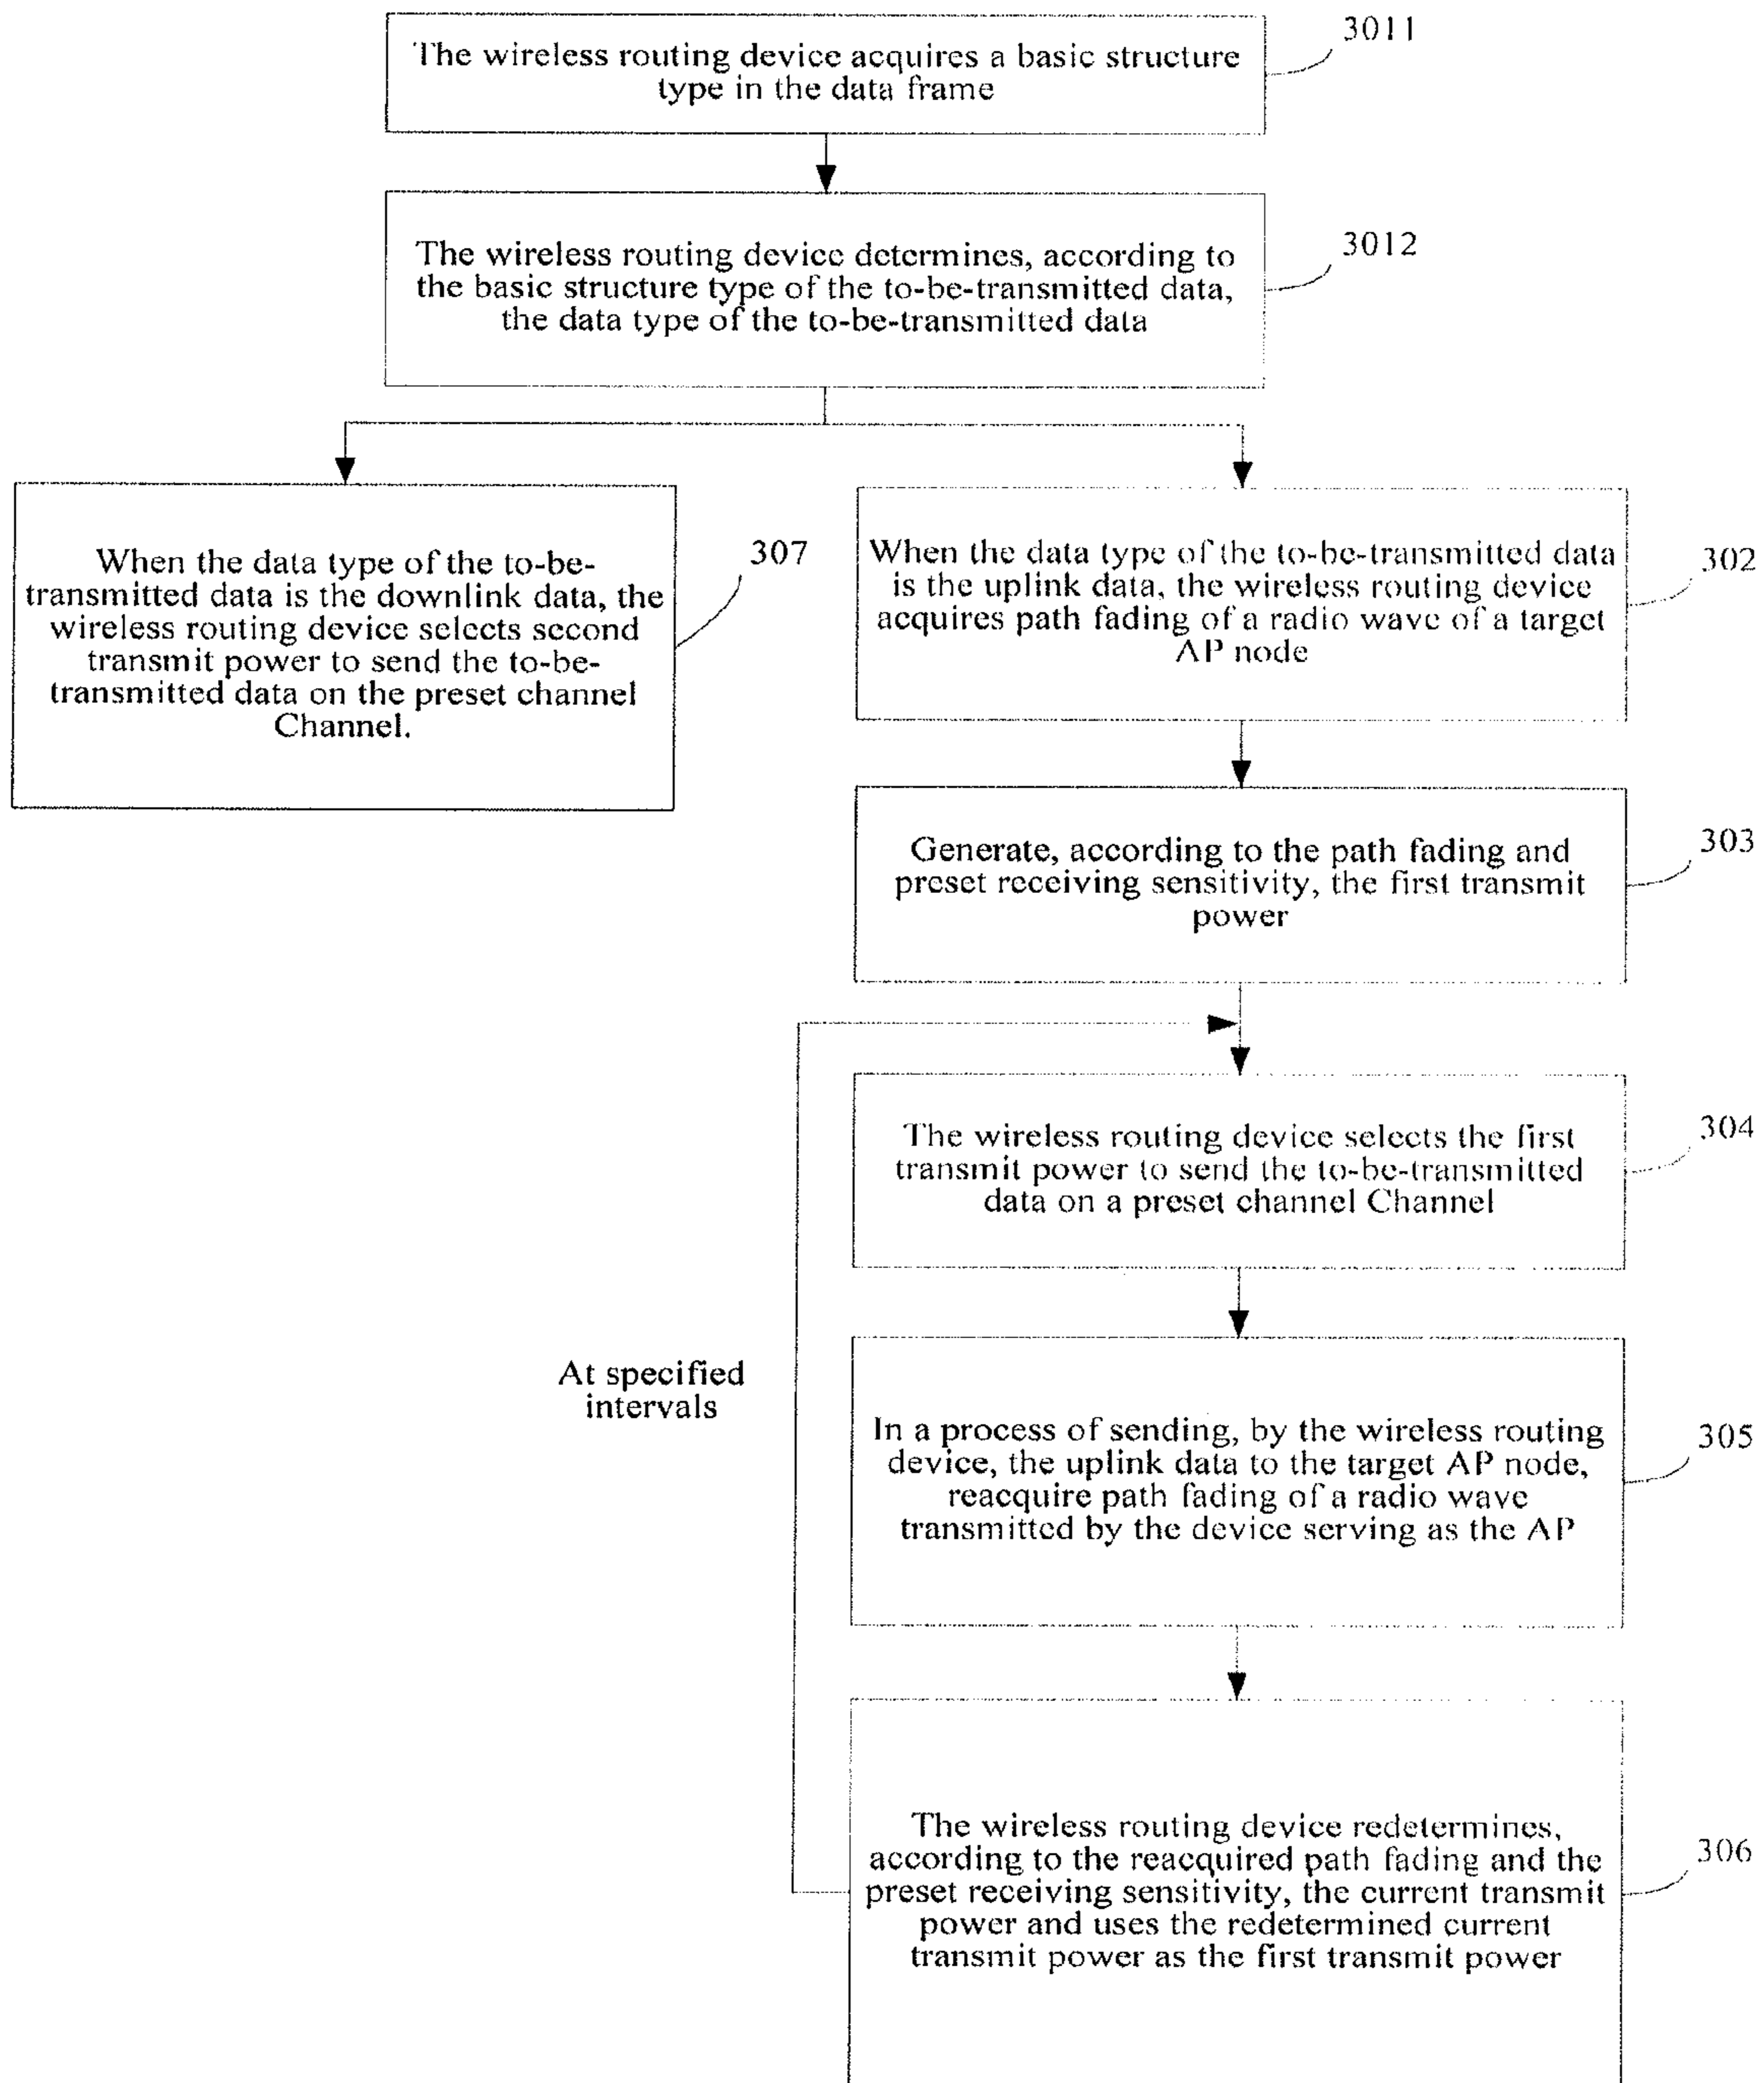 The wireless routing device acquires a basic structure
type in the data frame
3011
The wireless routing device determines, according to
the basic structure type of the to-be-transmitted data,
the data type of the to-be-transmitted data
3012
When the data type of the to-be-
transmitted data is the downlink data, the
wireless routing device selects second
transmit power to send the to-be-
transmitted data on the preset channel
Channel.
307
When the data type of the to-be-transmitted data
is the uplink data, the wireless routing device
acquires path fading of a radio wave of a target
AP node
302
Generate, according to the path fading and
preset receiving sensitivity, the first transmit
power
303
The wireless routing device selects the first
transmit power to send the to-be-transmitted
data on a preset channel Channel
304
At specified
intervals
In a process of sending, by the wireless routing
device, the uplink data to the target AP node,
reacquire path fading of a radio wave
transmitted by the device serving as the AP
305
The wireless routing device redetermines,
according to the reacquired path fading and the
preset receiving sensitivity, the current transmit
power and uses the redetermined current
transmit power as the first transmit power
306